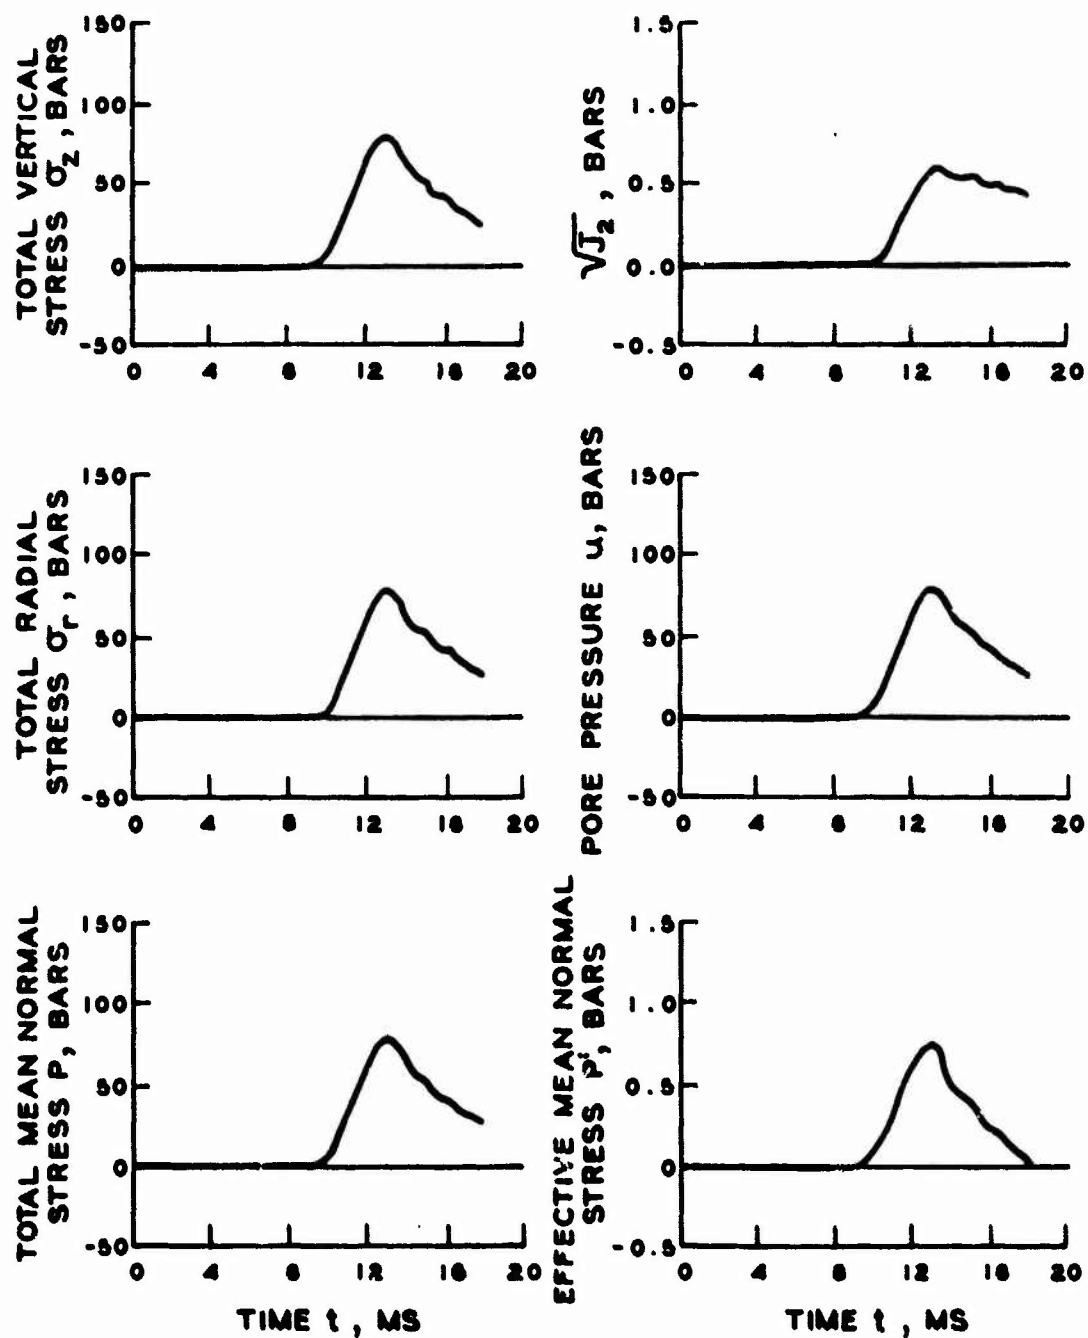 TOTAL VERTICAL
STRESS σz, BARS
150
100
50
0
-50
0 4 8 12 16 20
√J2, BARS
1.5
1.0
0.5
0.0
-0.5
0 4 8 12 16 20
TOTAL RADIAL
STRESS σr, BARS
150
100
50
0
-50
0 4 8 12 16 20
PORE PRESSURE u, BARS
150
100
50
0
-50
0 4 8 12 16 20
TOTAL MEAN NORMAL
STRESS P, BARS
150
100
50
0
-50
0 4 8 12 16 20
TIME t, MS
EFFECTIVE MEAN NORMAL
STRESS P', BARS
1.5
1.0
0.5
0
-0.5
0 4 8 12 16 20
TIME t, MS